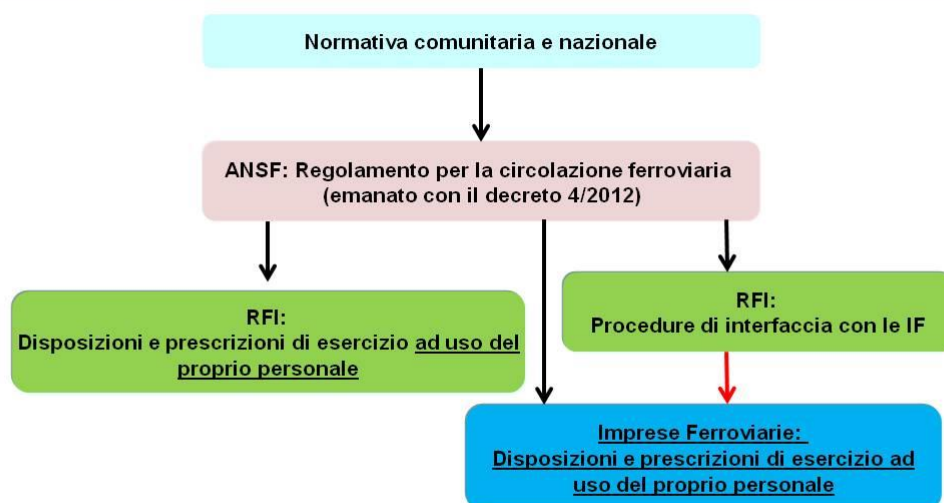 Normativa comunitaria e nazionale
ANSF: Regolamento per la circolazione ferroviaria
(emanato con il decreto 4/2012)
RFI:
Disposizioni e prescrizioni di esercizio ad uso del
proprio personale
RFI:
Procedure di interfaccia con le IF
Imprese Ferroviarie:
Disposizioni e prescrizioni di esercizio ad
uso del proprio personale